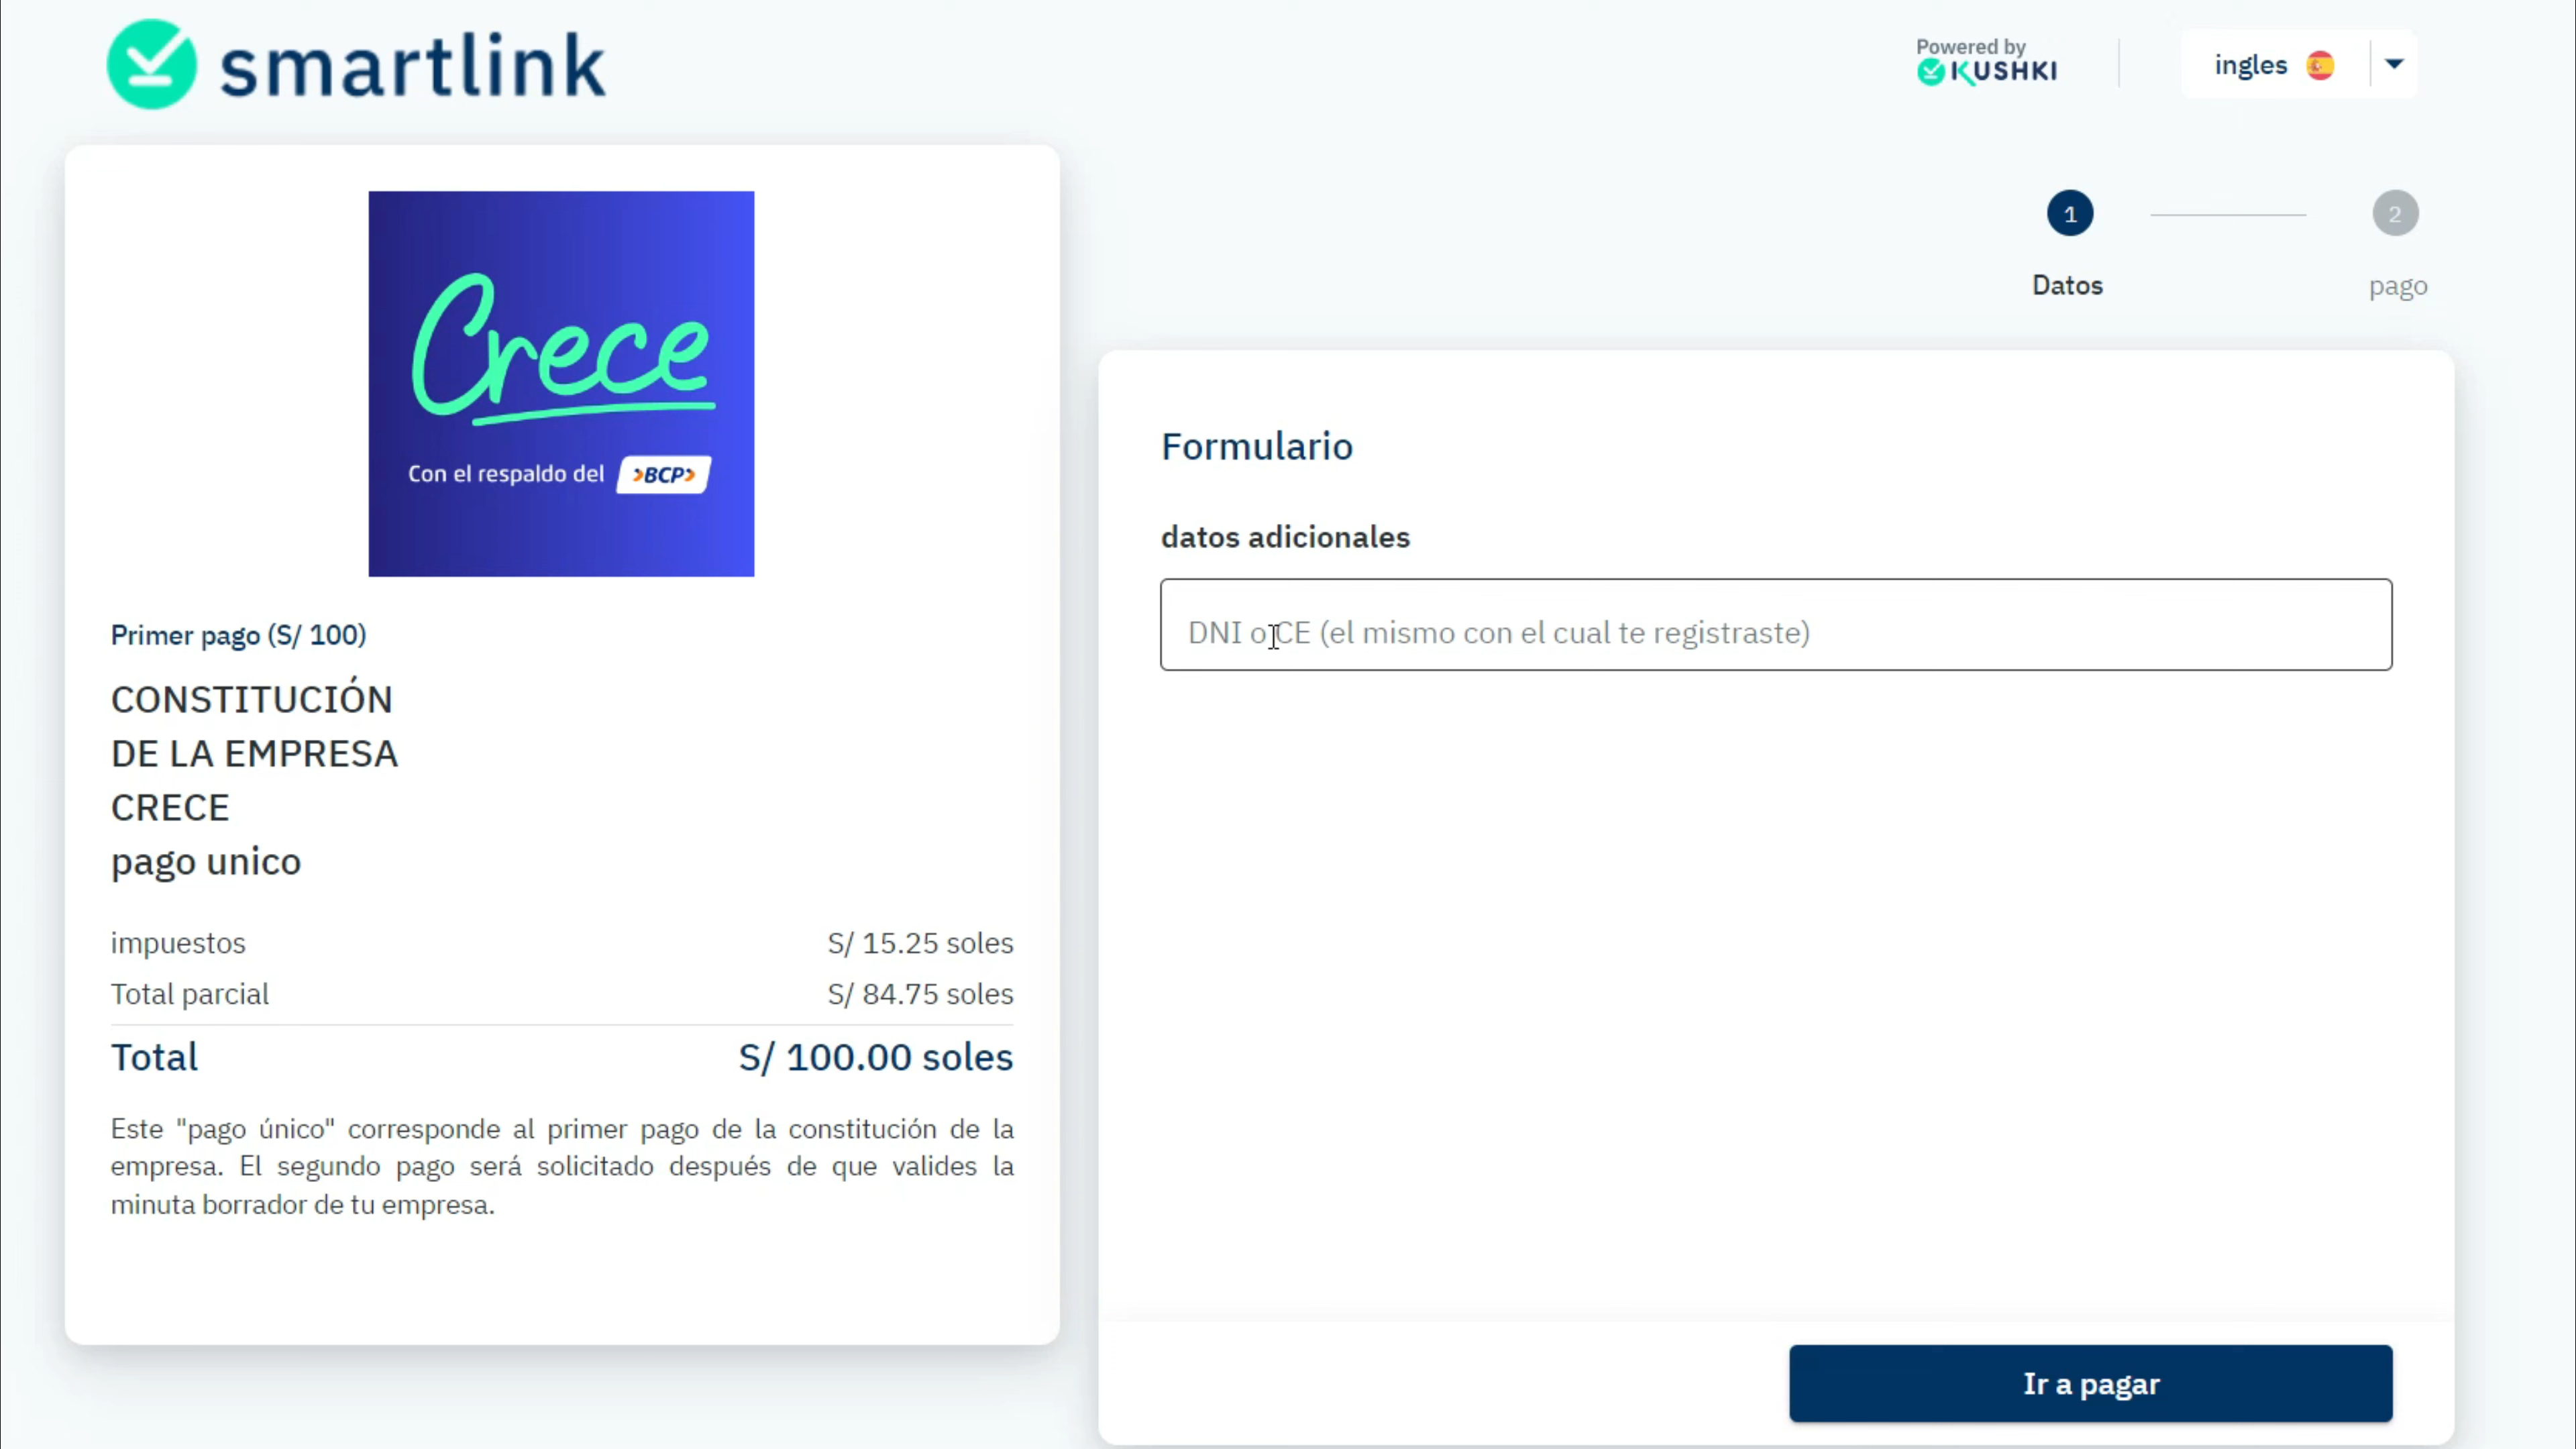 smartlink
Powered by
KUSHKI
ingles
1
2
Datos
pago
Crece
Con el respaldo del ›BCP›
Primer pago (S/ 100)
CONSTITUCIÓN
DE LA EMPRESA
CRECE
pago unico
impuestos S/ 15.25 soles
Total parcial S/ 84.75 soles
Total S/ 100.00 soles
Este "pago único" corresponde al primer pago de la constitución de la
empresa. El segundo pago será solicitado después de que valides la
minuta borrador de tu empresa.
Formulario
datos adicionales
DNI o CE (el mismo con el cual te registraste)
Ir a pagar